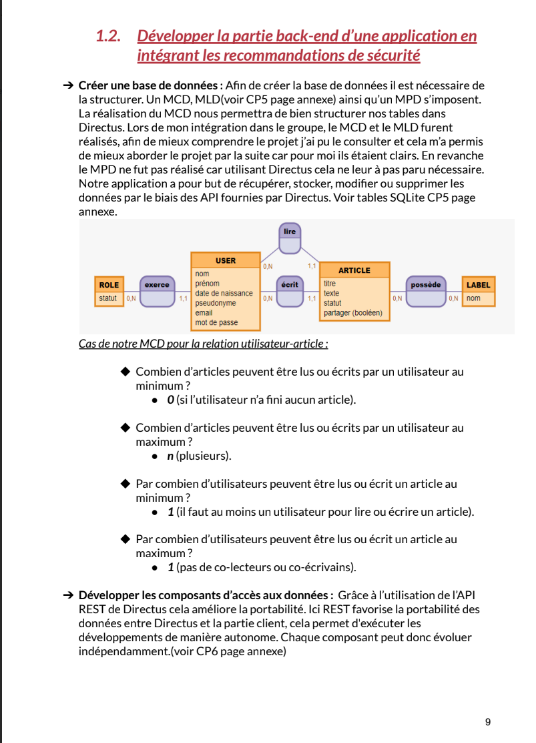 1.2. Développer la partie back-end d'une application en
intégrant les recommandations de sécurité
➔ Créer une base de données : Afin de créer la base de données il est nécessaire de
la structurer. Un MCD, MLD(voir CP5 page annexe) ainsi qu'un MPD s'imposent.
La réalisation du MCD nous permettra de bien structurer nos tables dans
Directus. Lors de mon intégration dans le groupe, le MCD et le MLD furent
réalisés, afin de mieux comprendre le projet j'ai pu le consulter et cela m'a permis
de mieux aborder le projet par la suite car pour moi ils étaient clairs. En revanche
le MPD ne fut pas réalisé car utilisant Directus cela ne leur à pas paru nécessaire.
Notre application a pour but de récupérer, stocker, modifier ou supprimer les
données par le biais des API fournies par Directus. Voir tables SQLite CP5 page
annexe.
lire
ROLE
statut
0,N
exerce
1,1
USER
nom
prénom
date de naissance
pseudonyme
email
mot de passe
0,N
1,1
0,N
écrit
1,1
ARTICLE
titre
texte
statut
partager (booléen)
0,N
possède
0,N
LABEL
nom
Cas de notre MCD pour la relation utilisateur-article :
◆ Combien d'articles peuvent être lus ou écrits par un utilisateur au
minimum ?
● 0 (si l'utilisateur n'a fini aucun article).
◆ Combien d'articles peuvent être lus ou écrits par un utilisateur au
maximum ?
● n (plusieurs).
◆ Par combien d'utilisateurs peuvent être lus ou écrit un article au
minimum ?
● 1 (il faut au moins un utilisateur pour lire ou écrire un article).
◆ Par combien d'utilisateurs peuvent être lus ou écrit un article au
maximum ?
● 1 (pas de co-lecteurs ou co-écrivains).
➔ Développer les composants d'accès aux données : Grâce à l'utilisation de l'API
REST de Directus cela améliore la portabilité. Ici REST favorise la portabilité des
données entre Directus et la partie client, cela permet d'exécuter les
développements de manière autonome. Chaque composant peut donc évoluer
indépendamment.(voir CP6 page annexe)
9